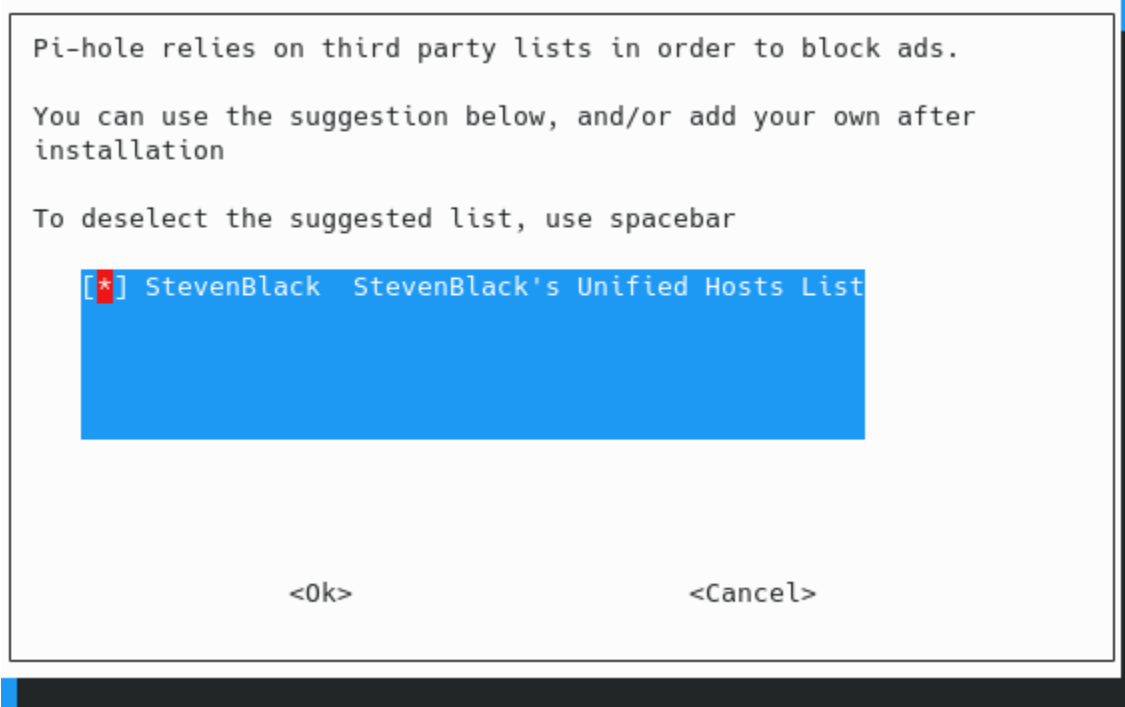 Pi-hole relies on third party lists in order to block ads.
You can use the suggestion below, and/or add your own after
installation
To deselect the suggested list, use spacebar
[*] StevenBlack  StevenBlack's Unified Hosts List
<Ok> <Cancel>